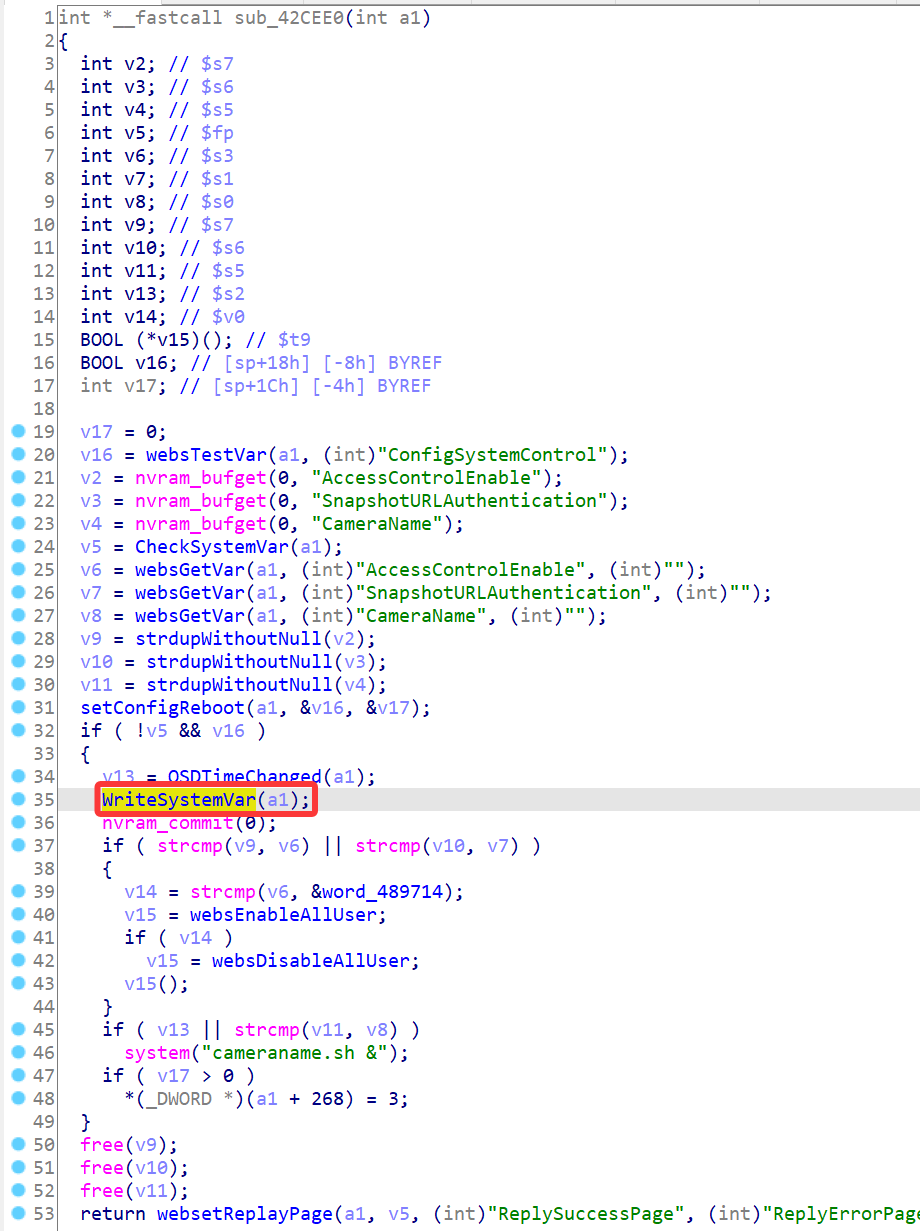 1 int *__fastcall sub_42CEE0(int a1)
2 {
3 int v2; // $s7
4 int v3; // $s6
5 int v4; // $s5
6 int v5; // $fp
7 int v6; // $s3
8 int v7; // $s1
9 int v8; // $s0
10 int v9; // $s7
11 int v10; // $s6
12 int v11; // $s5
13 int v13; // $s2
14 int v14; // $v0
15 BOOL (*v15)(); // $t9
16 BOOL v16; // [sp+18h] [-8h] BYREF
17 int v17; // [sp+1Ch] [-4h] BYREF
18
19 v17 = 0;
20 v16 = websTestVar(a1, (int)"ConfigSystemControl");
21 v2 = nvram_bufget(0, "AccessControlEnable");
22 v3 = nvram_bufget(0, "SnapshotURLAuthentication");
23 v4 = nvram_bufget(0, "CameraName");
24 v5 = CheckSystemVar(a1);
25 v6 = websGetVar(a1, (int)"AccessControlEnable", (int)"");
26 v7 = websGetVar(a1, (int)"SnapshotURLAuthentication", (int)"");
27 v8 = websGetVar(a1, (int)"CameraName", (int)"");
28 v9 = strdupWithoutNull(v2);
29 v10 = strdupWithoutNull(v3);
30 v11 = strdupWithoutNull(v4);
31 setConfigReboot(a1, &v16, &v17);
32 if ( !v5 && v16 )
33 {
34 v13 = OSDTimeChanged(a1);
35 WriteSystemVar(a1);
36 nvram_commit(0);
37 if ( strcmp(v9, v6) || strcmp(v10, v7) )
38 {
39 v14 = strcmp(v6, &word_489714);
40 v15 = websEnableAllUser;
41 if ( v14 )
42 v15 = websDisableAllUser;
43 v15();
44 }
45 if ( v13 || strcmp(v11, v8) )
46 system("cameraname.sh &");
47 if ( v17 > 0 )
48 *(_DWORD *)(a1 + 268) = 3;
49 }
50 free(v9);
51 free(v10);
52 free(v11);
53 return websetReplayPage(a1, v5, (int)"ReplySuccessPage", (int)"ReplyErrorPage